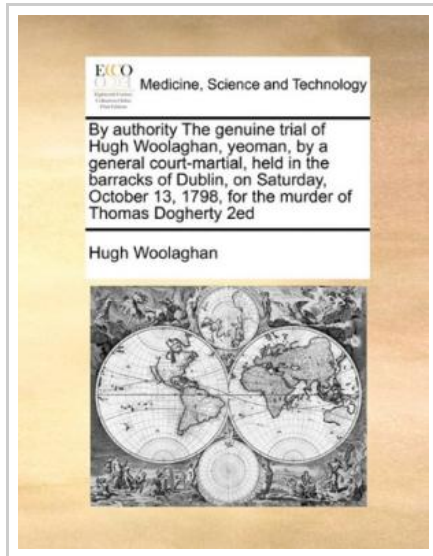 ECCO
Medicine, Science and Technology
By authority The genuine trial of
Hugh Woolaghan, yeoman, by a
general court-martial, held in the
barracks of Dublin, on Saturday,
October 13, 1798, for the murder of
Thomas Dogherty 2ed
Hugh Woolaghan